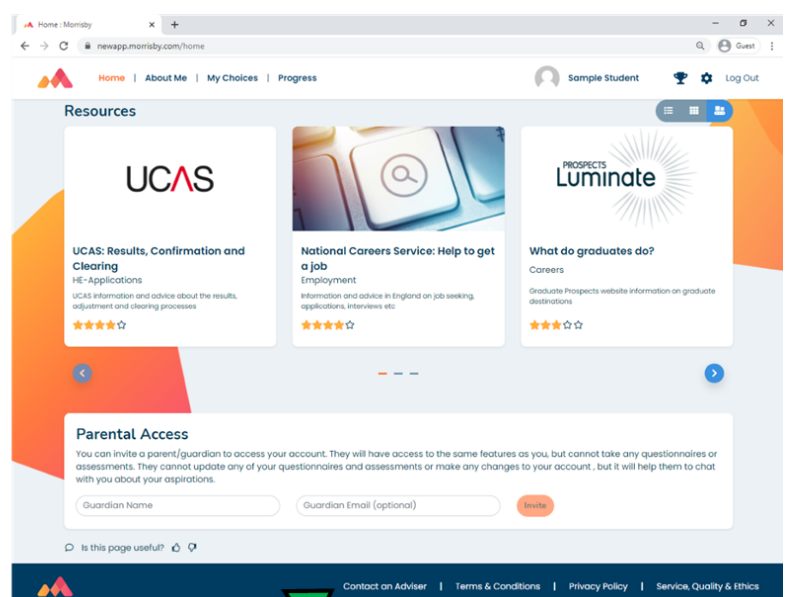 Home : Morrisby
newapp.morrisby.com/home
Guest
Home | About Me | My Choices | Progress
Sample Student
Log Out
Resources
UCAS
PROSPECTS
Luminate
UCAS: Results, Confirmation and
Clearing
HE-Applications
UCAS information and advice about the results,
adjustment and clearing processes
National Careers Service: Help to get
a job
Employment
Information and advice in England on job seeking,
applications, interviews etc
What do graduates do?
Careers
Graduate Prospects website information on graduate
destinations
Parental Access
You can invite a parent/guardian to access your account. They will have access to the same features as you, but cannot take any questionnaires or
assessments. They cannot update any of your questionnaires and assessments or make any changes to your account , but it will help them to chat
with you about your aspirations.
Guardian Name
Guardian Email (optional)
Invite
Is this page useful?
Contact an Adviser | Terms & Conditions | Privacy Policy | Service, Quality & Ethics